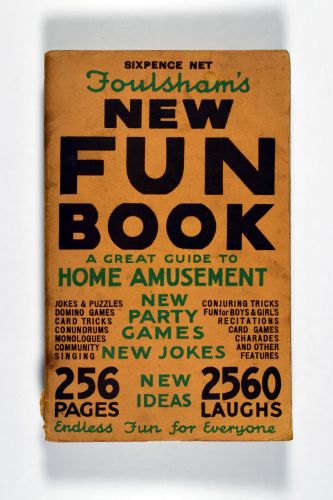 SIXPENCE NET
Foulsham's
NEW
FUN
BOOK
A GREAT GUIDE TO
HOME AMUSEMENT
JOKES & PUZZLES
DOMINO GAMES
CARD TRICKS
CONUNDRUMS
MONOLOGUES
COMMUNITY
SINGING
NEW
PARTY
GAMES
NEW JOKES
CONJURING TRICKS
FUN for BOYS & GIRLS
RECITATIONS
CARD GAMES
CHARADES
AND OTHER
FEATURES
256
PAGES
NEW
IDEAS
2560
LAUGHS
Endless Fun for Everyone